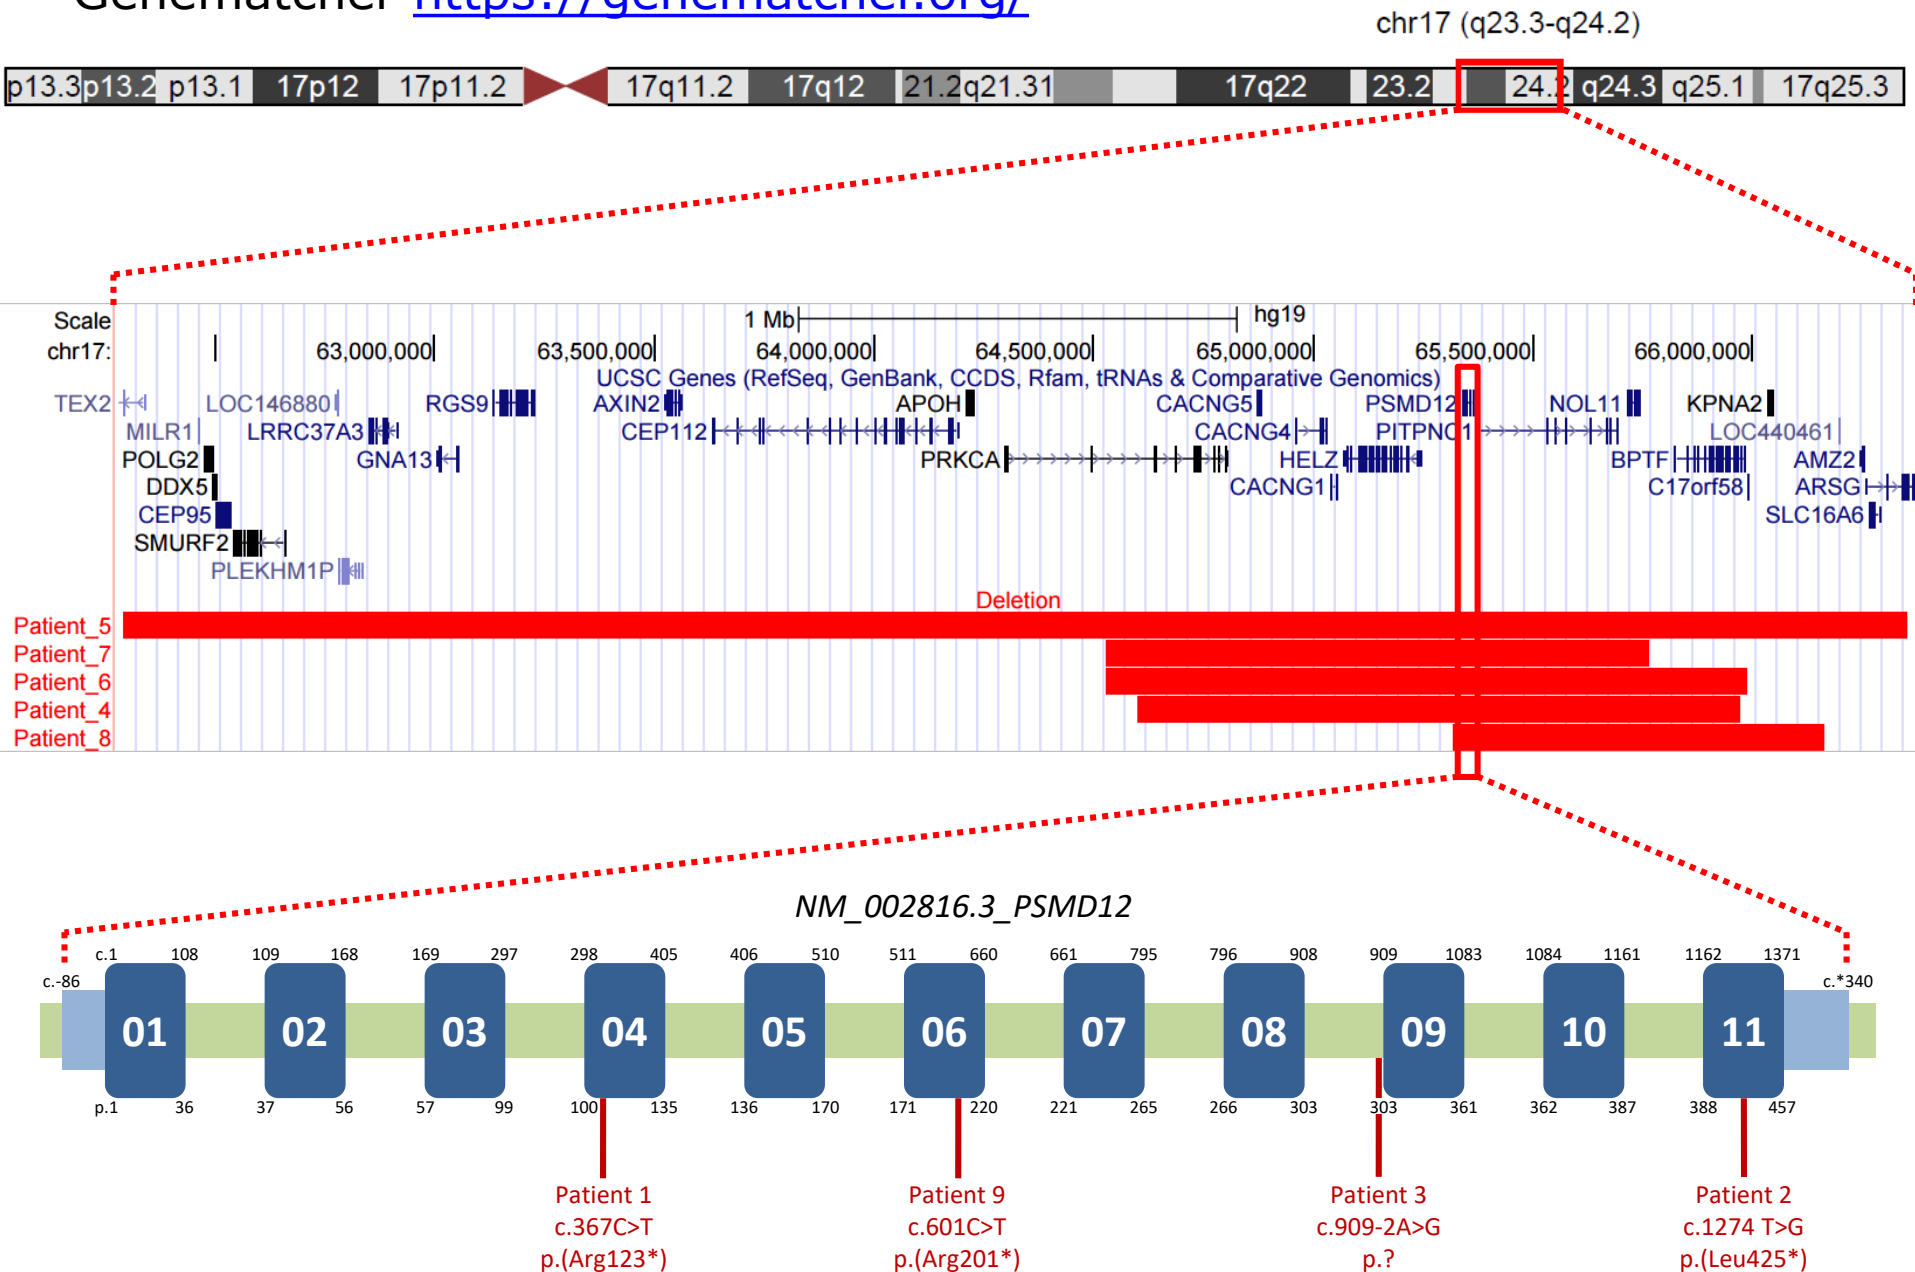 Genematcher https://genematcher.org/
chr17 (q23.3-q24.2)
p13.3 p13.2 p13.1 17p12 17p11.2 17q11.2 17q12 21.2 q21.31 17q22 23.2 24.2 q24.3 q25.1 17q25.3
Scale 1 Mb hg19
chr17: 63,000,000 63,500,000 64,000,000 64,500,000 65,000,000 65,500,000 66,000,000
UCSC Genes (RefSeq, GenBank, CCDS, Rfam, tRNAs & Comparative Genomics)
TEX2 LOC146880 RGS9 AXIN2 APOH CACNG5 PSMD12 NOL11 KPNA2
MILR1 LRRC37A3 CEP112 CACNG4 PITPNC1 LOC440461
POLG2 GNA13 PRKCA HELZ BPTF AMZ2
DDX5 CACNG1 C17orf58 ARSG
CEP95 SLC16A6
SMURF2
PLEKHM1P
Deletion
Patient_5
Patient_7
Patient_6
Patient_4
Patient_8
NM_002816.3_PSMD12
c.1 108 109 168 169 297 298 405 406 510 511 660 661 795 796 908 909 1083 1084 1161 1162 1371
c.-86 c.*340
01 02 03 04 05 06 07 08 09 10 11
p.1 36 37 56 57 99 100 135 136 170 171 220 221 265 266 303 303 361 362 387 388 457
Patient 1 Patient 9 Patient 3 Patient 2
c.367C>T c.601C>T c.909-2A>G c.1274 T>G
p.(Arg123*) p.(Arg201*) p.? p.(Leu425*)